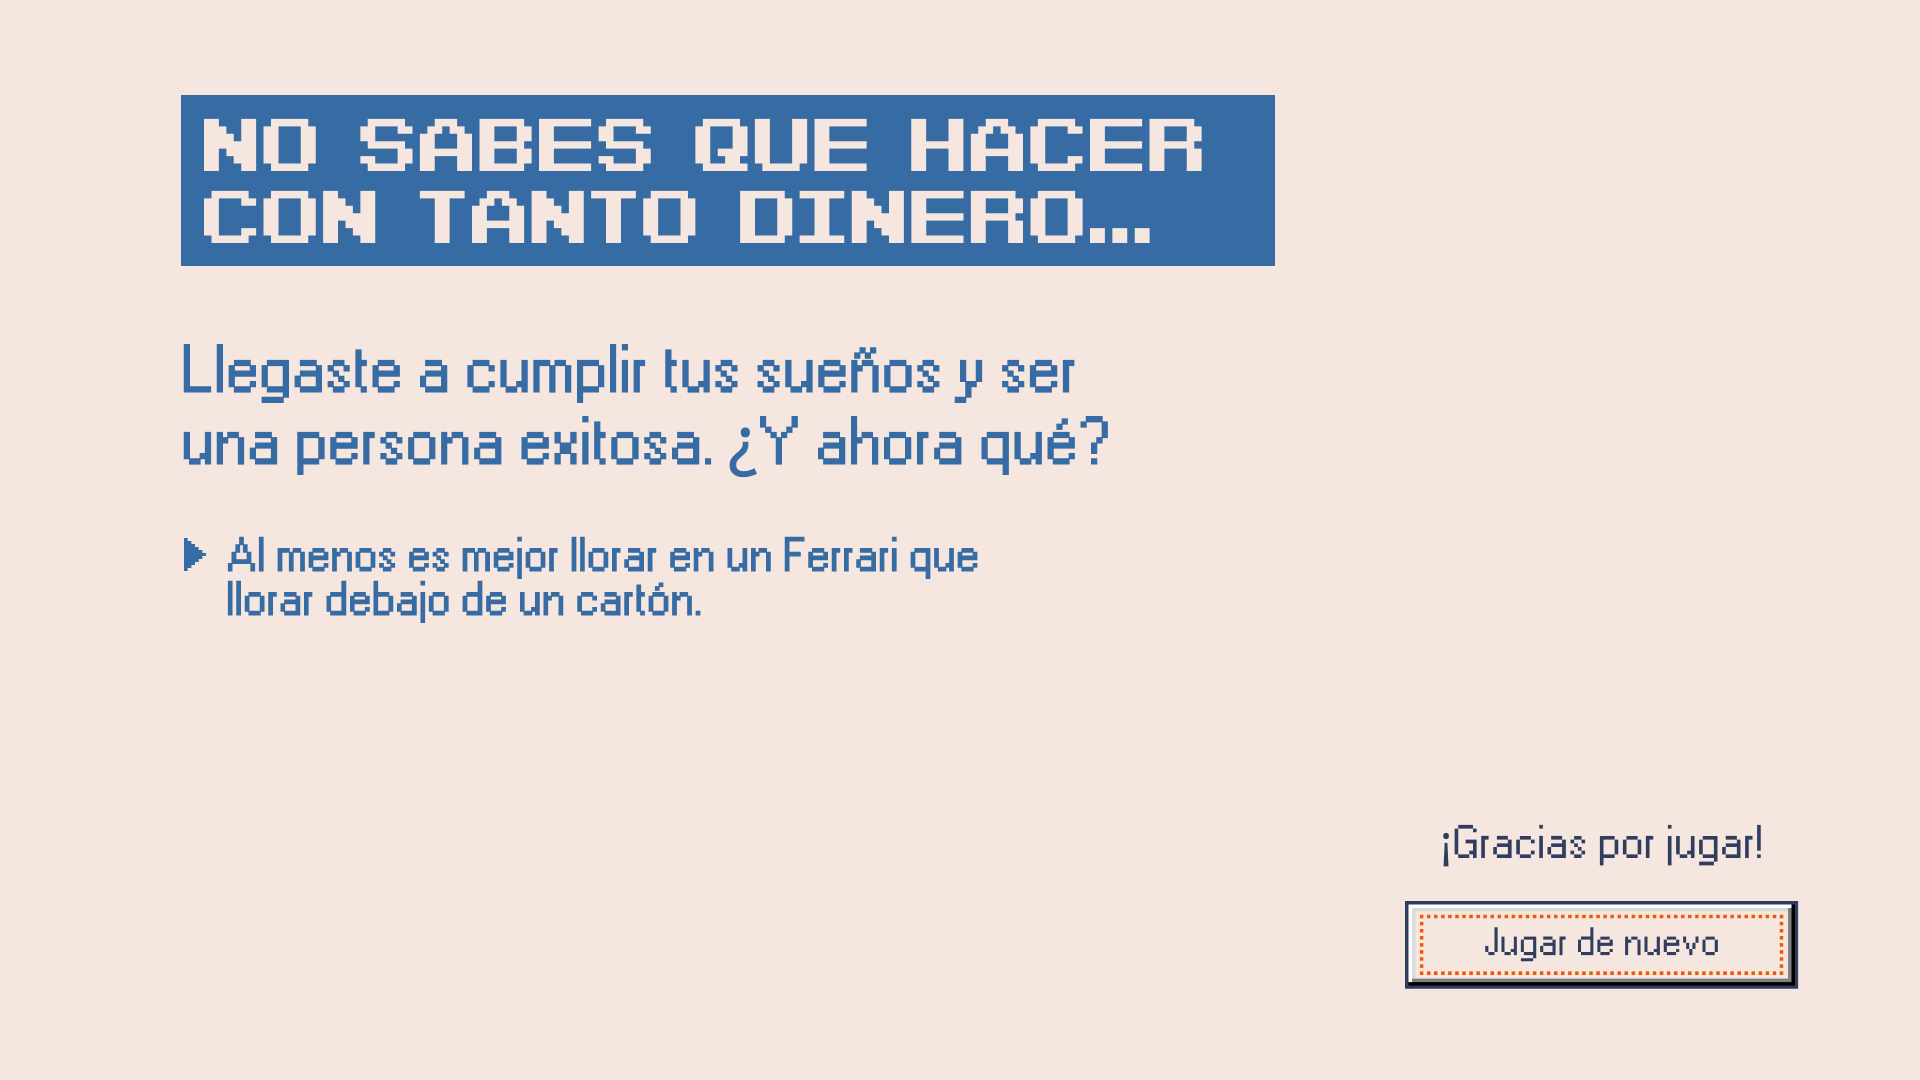 NO SABES QUE HACER
CON TANTO DINERO...
Llegaste a cumplir tus sueños y ser
una persona exitosa. ¿Y ahora qué?
Al menos es mejor llorar en un Ferrari que
llorar debajo de un cartón.
¡Gracias por jugar!
Jugar de nuevo